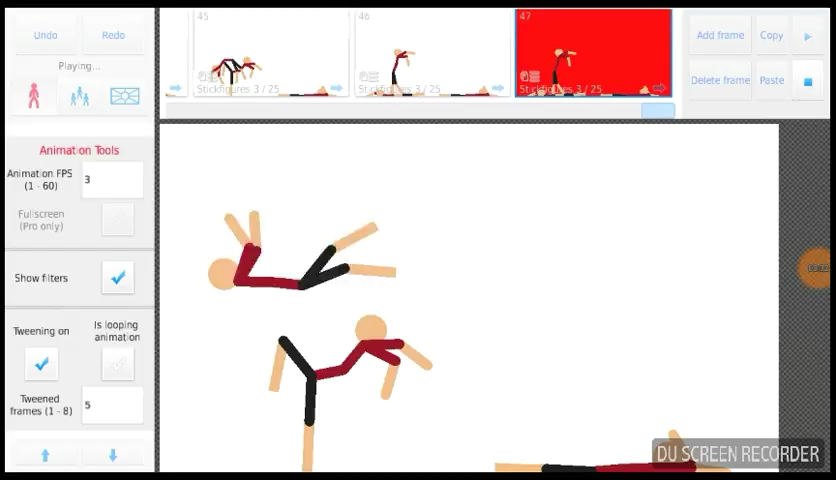 Undo Redo
Playing...
Animation Tools
Animation FPS
(1 - 60)
3
Fullscreen
(Pro only)
Show filters
Tweening on
Is looping
animation
Tweened
frames (1 - 8)
5
45
Stickfigures 3 / 25
46
Stickfigures 3 / 25
47
Stickfigures 3 / 25
Add frame Copy
Delete frame Paste
DU SCREEN RECORDER